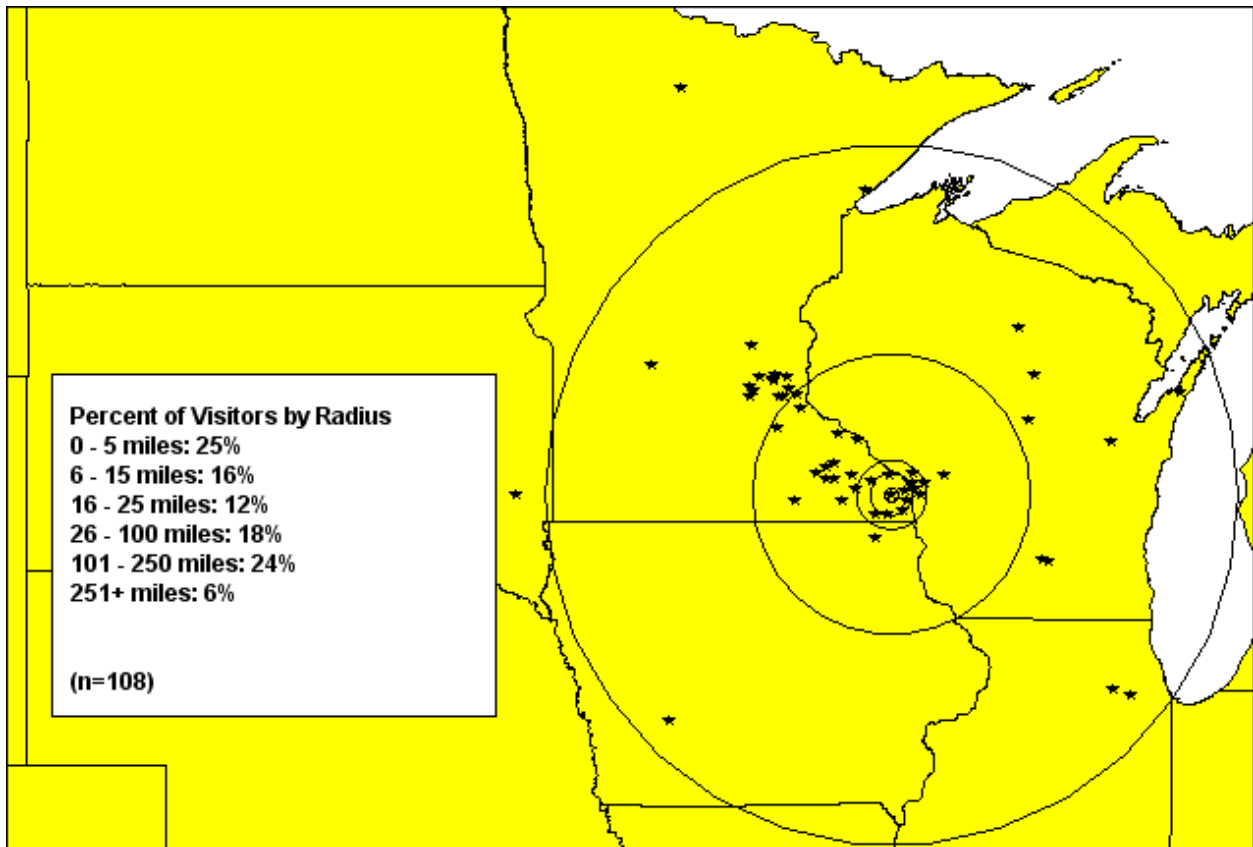 Percent of Visitors by Radius
0 - 5 miles: 25%
6 - 15 miles: 16%
16 - 25 miles: 12%
26 - 100 miles: 18%
101 - 250 miles: 24%
251+ miles: 6%
(n=108)